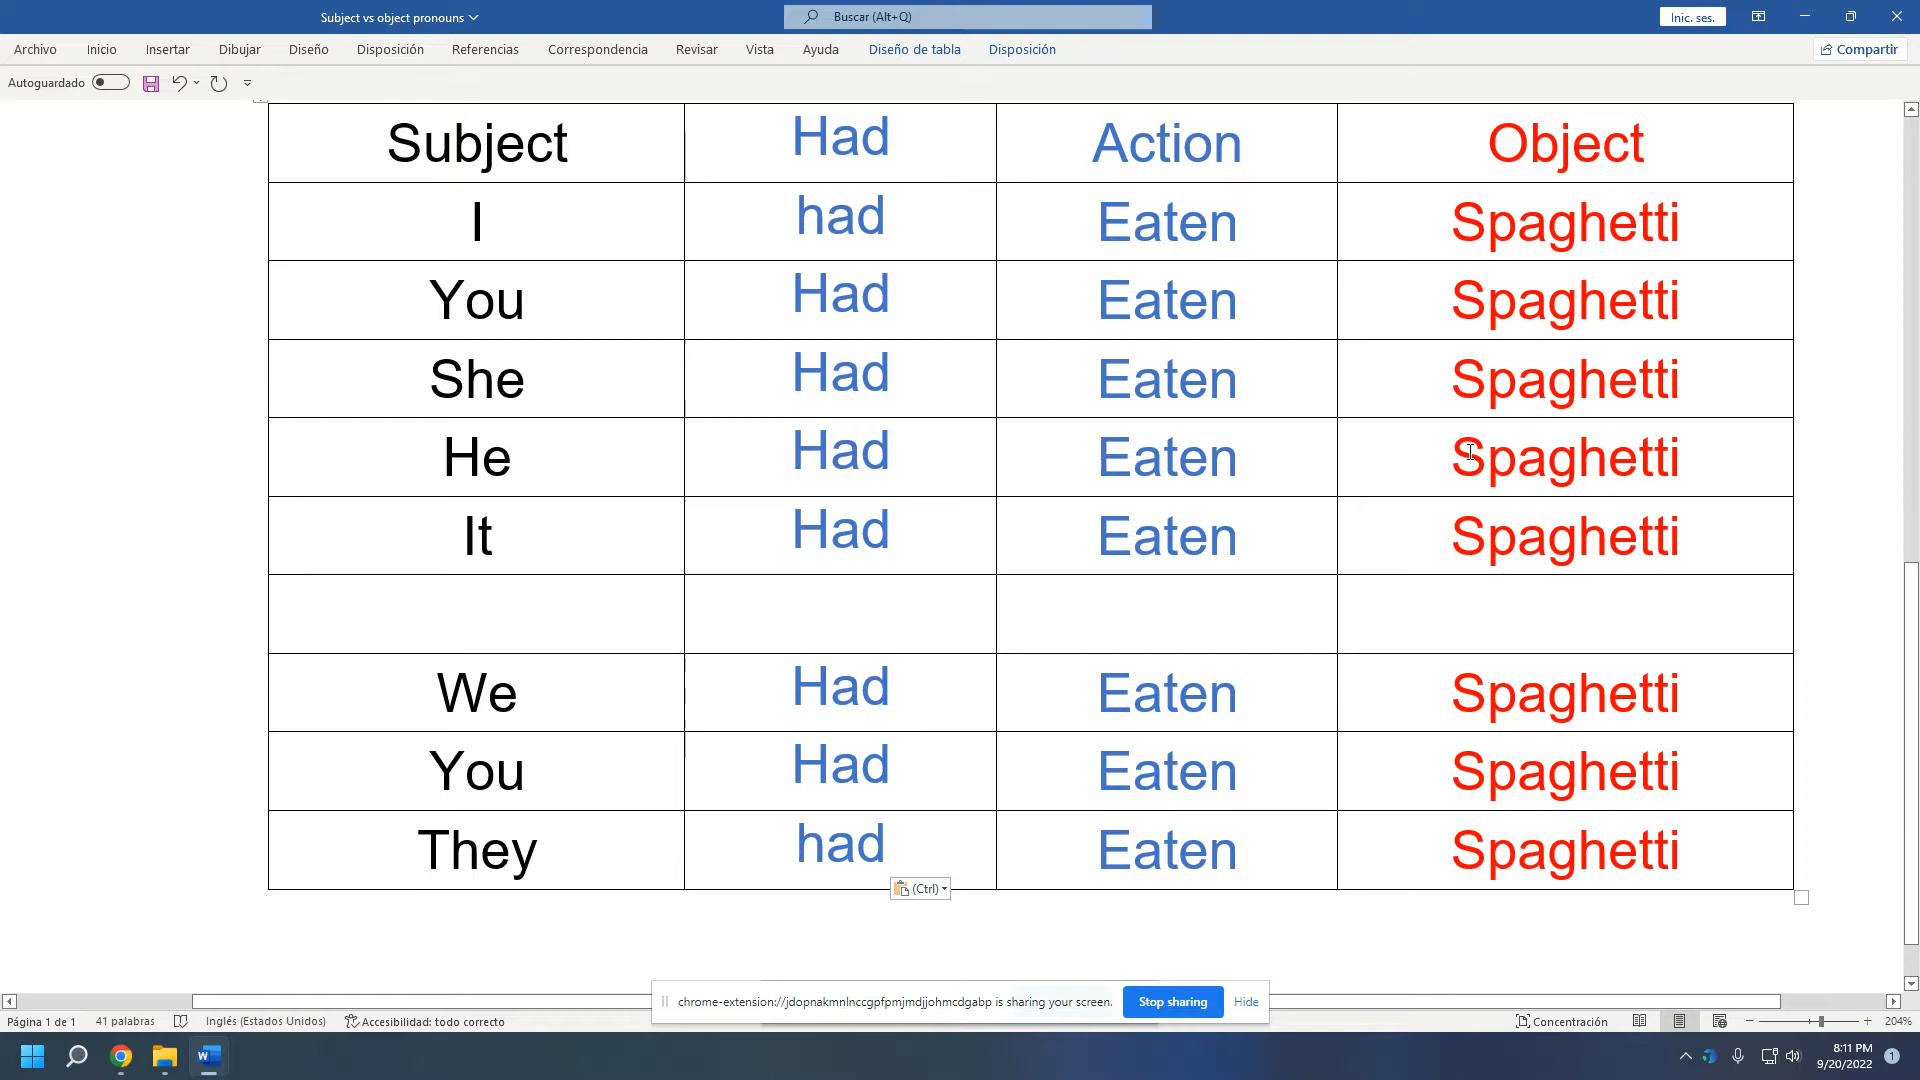 Subject vs object pronouns
Buscar (Alt+Q)
Inic. ses.
Archivo Inicio Insertar Dibujar Diseño Disposición Referencias Correspondencia Revisar Vista Ayuda Diseño de tabla Disposición Compartir
Autoguardado
Subject Had Action Object
I had Eaten Spaghetti
You Had Eaten Spaghetti
She Had Eaten Spaghetti
He Had Eaten Spaghetti
It Had Eaten Spaghetti
We Had Eaten Spaghetti
You Had Eaten Spaghetti
They had Eaten Spaghetti
(Ctrl)
chrome-extension://jdopnakmnlnccgpfpmjmdjjohmcdgabp is sharing your screen. Stop sharing Hide
Página 1 de 1 41 palabras Inglés (Estados Unidos) Accesibilidad: todo correcto Concentración 204%
8:11 PM
9/20/2022
1